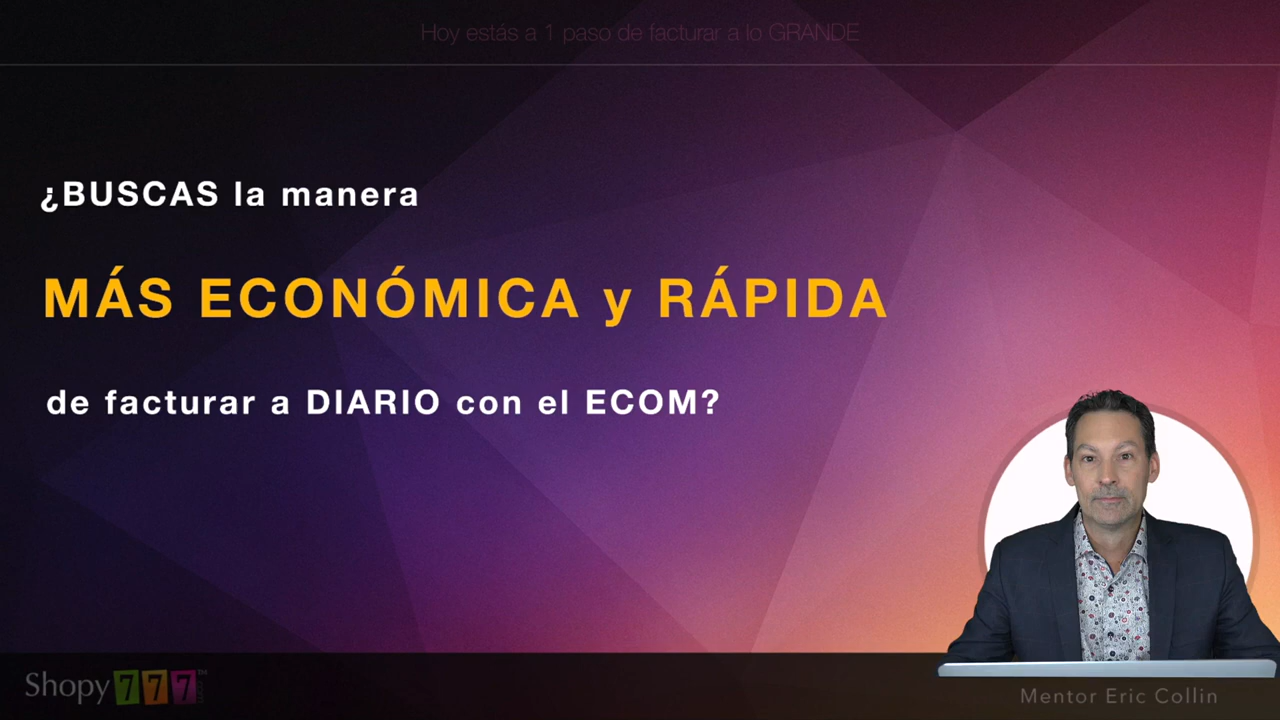 Hoy estás a 1 paso de facturar a lo GRANDE
¿BUSCAS la manera
MÁS ECONÓMICA y RÁPIDA
de facturar a DIARIO con el ECOM?
Shopy777™
Mentor Eric Collin